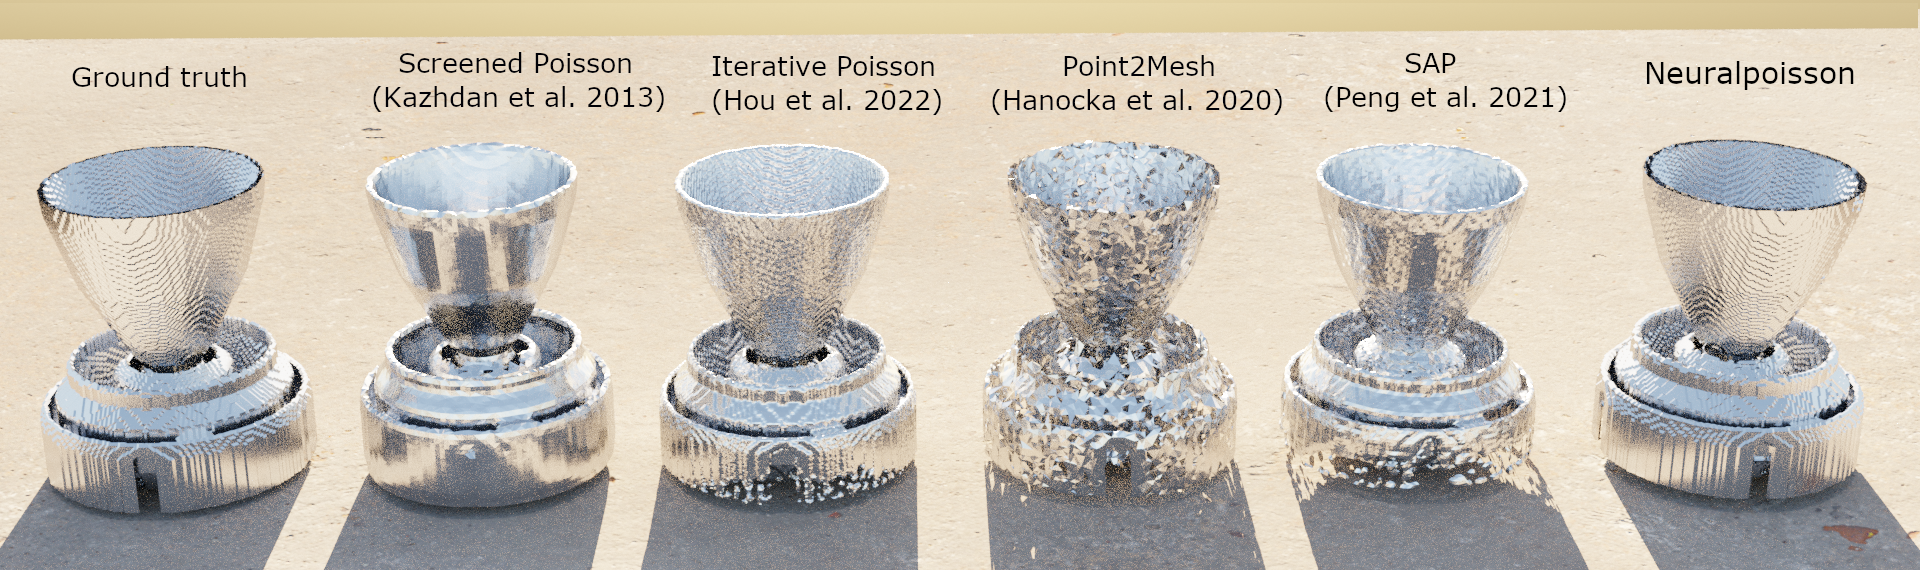 Ground truth
Screened Poisson
(Kazhdan et al. 2013)
Iterative Poisson
(Hou et al. 2022)
Point2Mesh
(Hanocka et al. 2020)
SAP
(Peng et al. 2021)
Neuralpoisson